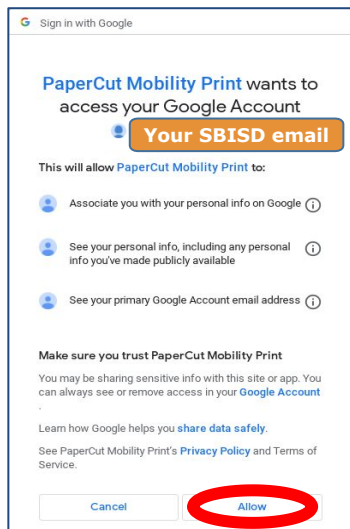 Sign in with Google
PaperCut Mobility Print wants to
access your Google Account
Your SBISD email
This will allow PaperCut Mobility Print to:
Associate you with your personal info on Google
See your personal info, including any personal
info you've made publicly available
See your primary Google Account email address
Make sure you trust PaperCut Mobility Print
You may be sharing sensitive info with this site or app. You
can always see or remove access in your Google Account
.
Learn how Google helps you share data safely.
See PaperCut Mobility Print's Privacy Policy and Terms of
Service.
Cancel
Allow